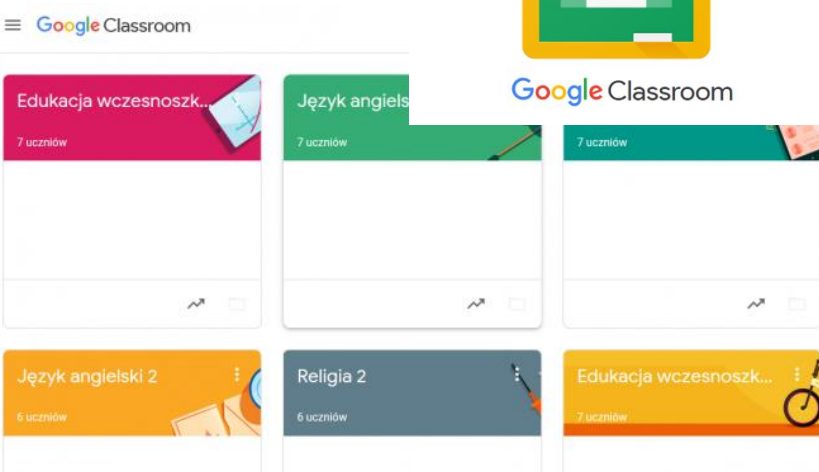 Google Classroom
Google Classroom
Edukacja wczesnoszk...
7 uczniów
Język angiels
7 uczniów
7 uczniów
Język angielski 2
6 uczniów
Religia 2
6 uczniów
Edukacja wczesnoszk...
7 uczniów